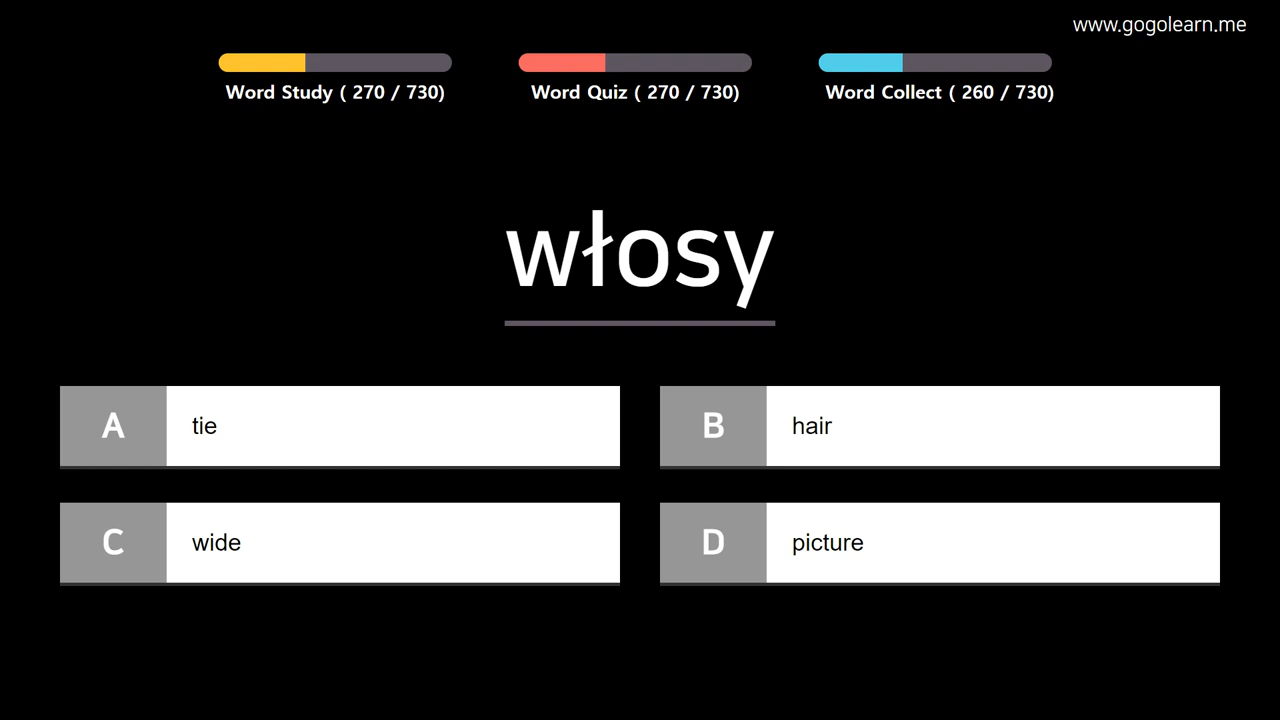 www.gogolearn.me
Word Study ( 270 / 730)
Word Quiz ( 270 / 730)
Word Collect ( 260 / 730)
włosy
A tie
B hair
C wide
D picture